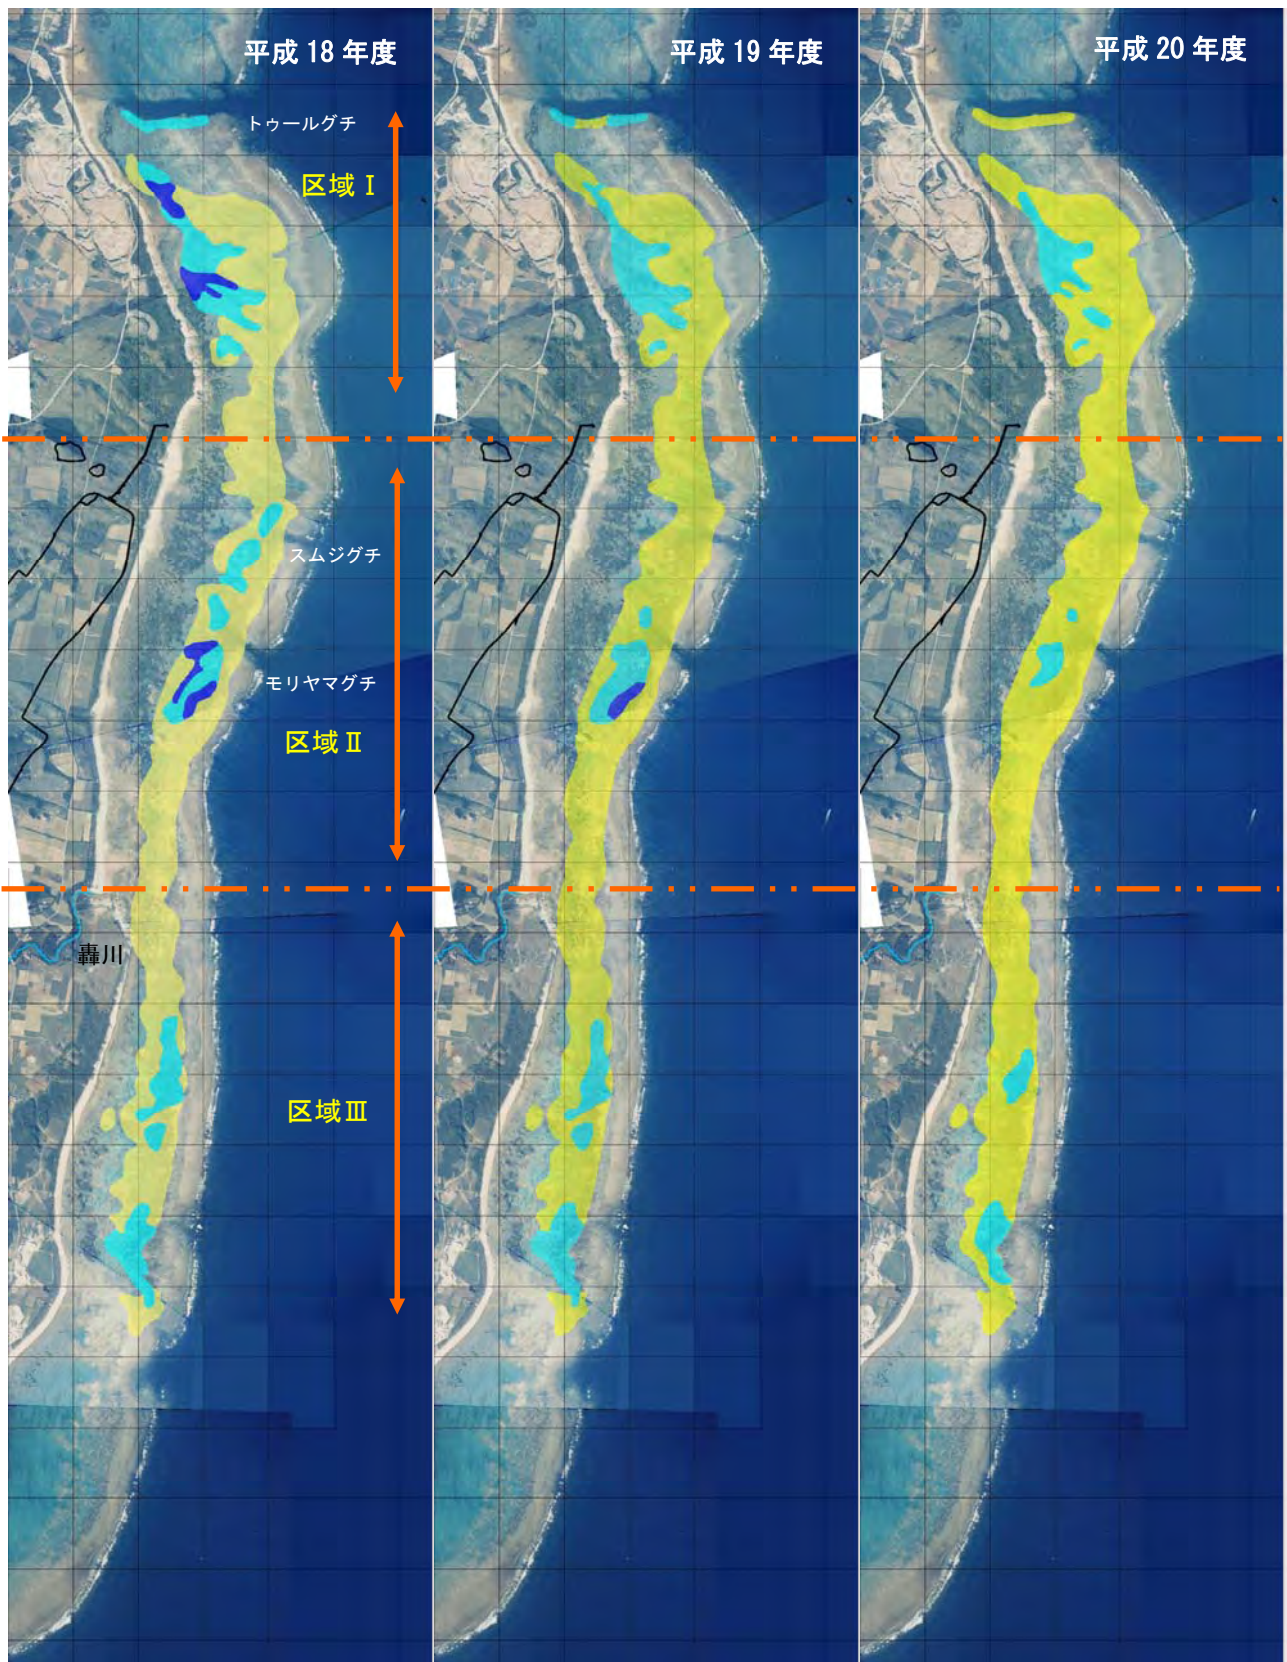 平成 18 年度
平成 19 年度
平成 20 年度
トゥールグチ
区域 Ⅰ
スムジグチ
モリヤマグチ
区域 Ⅱ
轟川
区域 Ⅲ